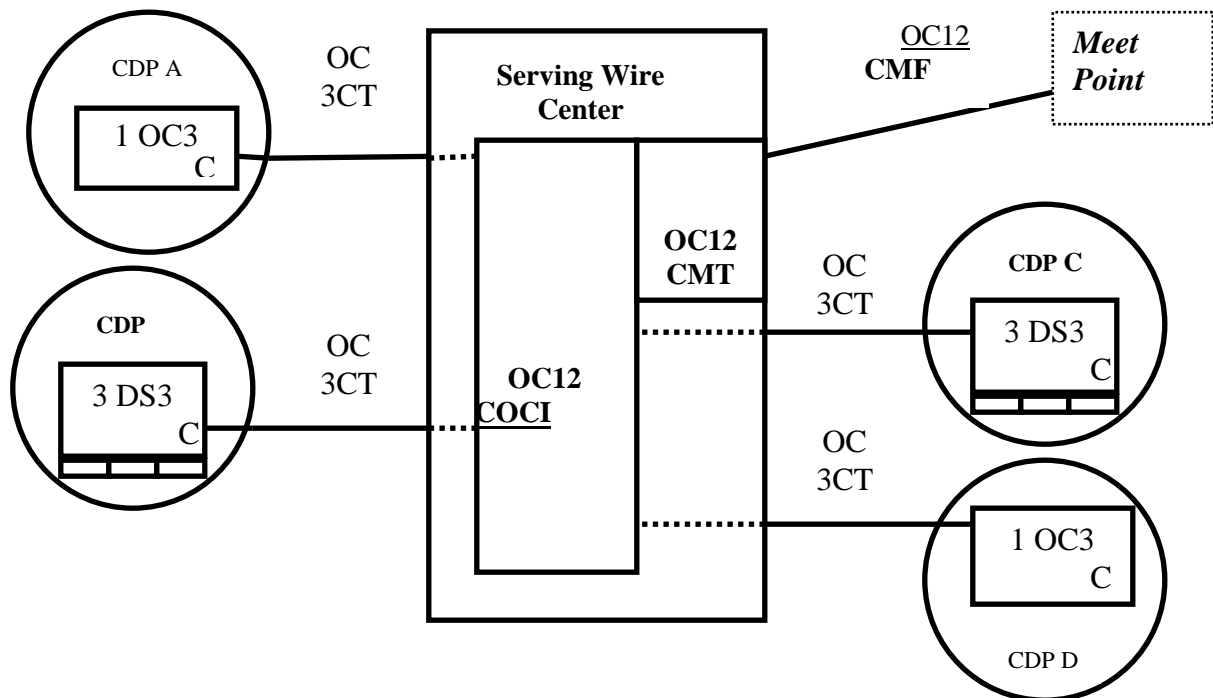 CDP A
1 OC3
C
OC
3CT
CDP
3 DS3
C
OC
3CT
Serving Wire
Center
OC12
COCI
OC12
CMT
OC12
CMF
Meet
Point
OC
3CT
CDP C
3 DS3
C
OC
3CT
1 OC3
C
CDP D